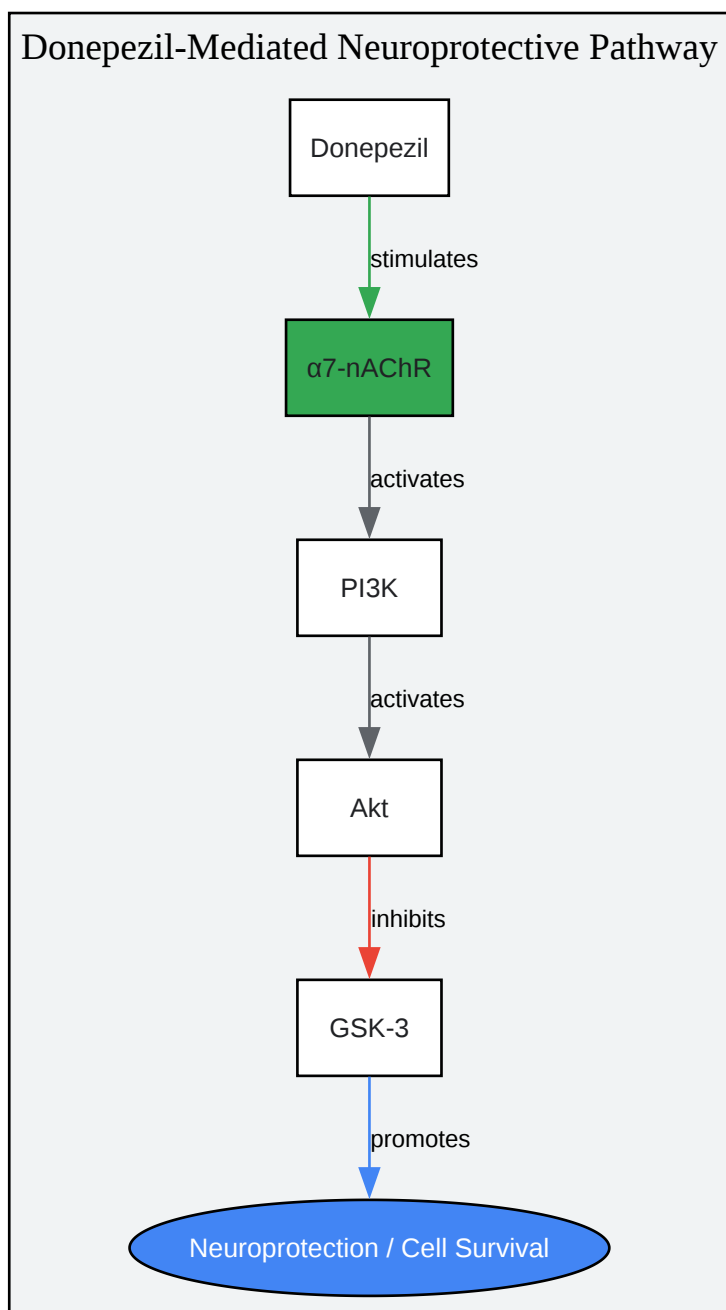 Donepezil-Mediated Neuroprotective Pathway
Donepezil
stimulates
α7-nAChR
activates
PI3K
activates
Akt
inhibits
GSK-3
promotes
Neuroprotection / Cell Survival